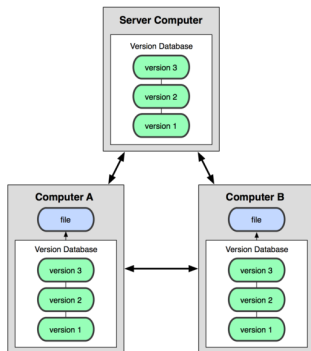 Server Computer
Version Database
version 3
version 2
version 1
Computer A
file
Version Database
version 3
version 2
version 1
Computer B
file
Version Database
version 3
version 2
version 1